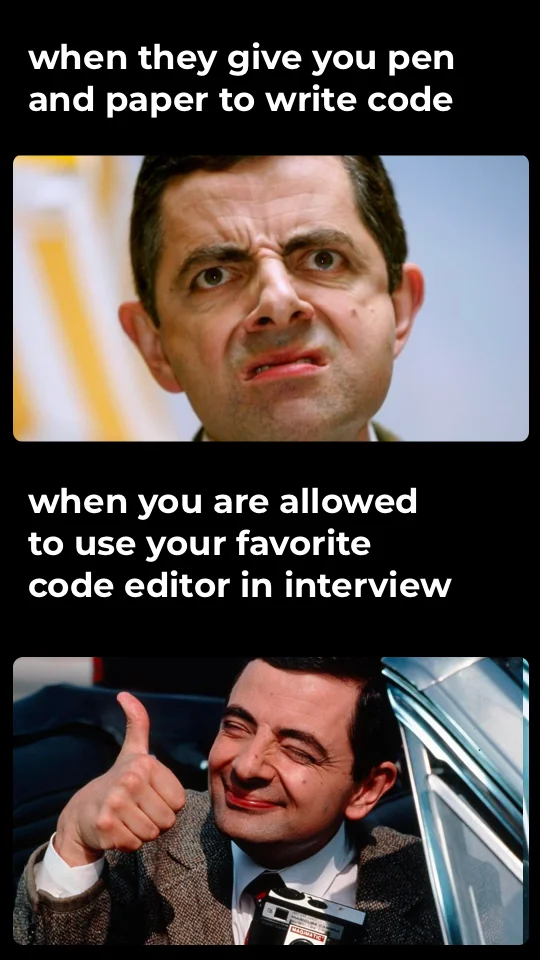 when they give you pen
and paper to write code
when you are allowed
to use your favorite
code editor in interview
MAGIMATIC